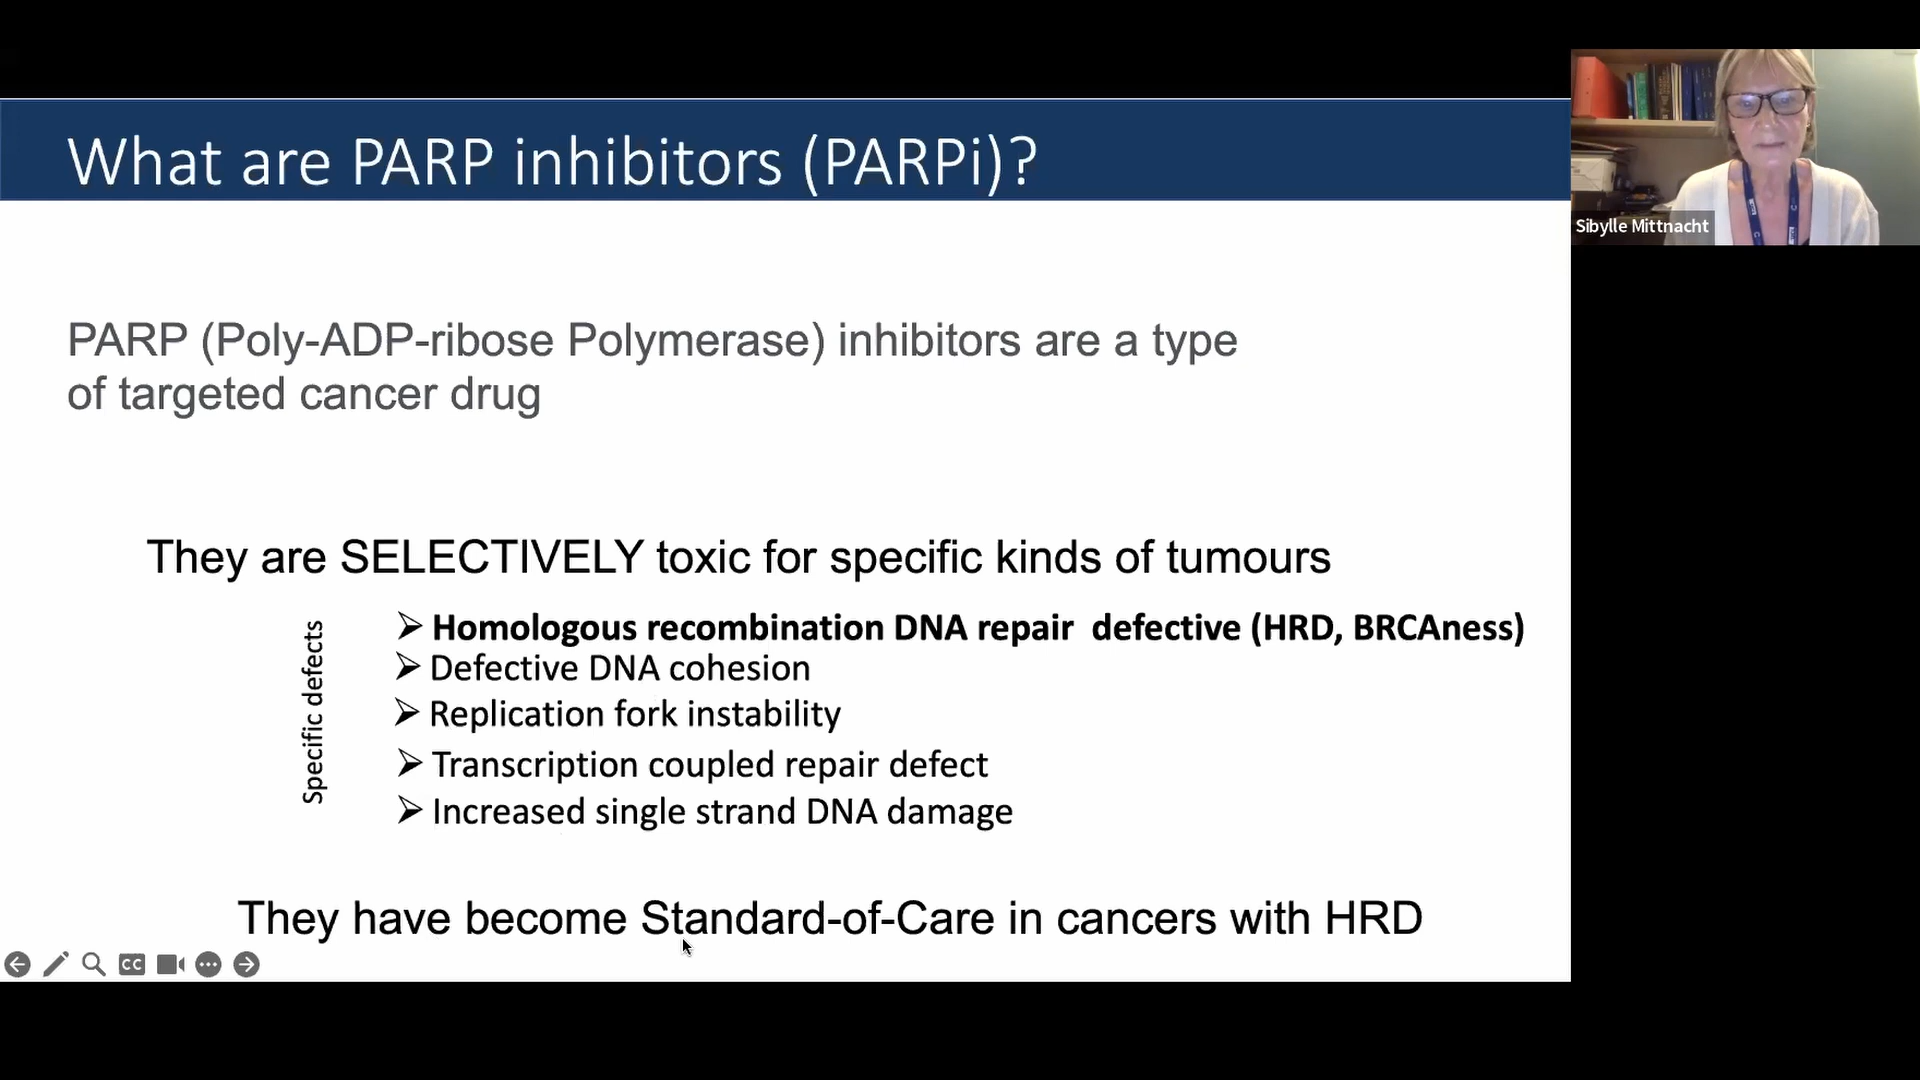 What are PARP inhibitors (PARPi)?
Sibylle Mittnacht
PARP (Poly-ADP-ribose Polymerase) inhibitors are a type
of targeted cancer drug
They are SELECTIVELY toxic for specific kinds of tumours
Specific defects
➢ Homologous recombination DNA repair defective (HRD, BRCAness)
➢ Defective DNA cohesion
➢ Replication fork instability
➢ Transcription coupled repair defect
➢ Increased single strand DNA damage
They have become Standard-of-Care in cancers with HRD
CC